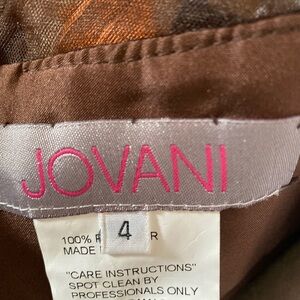 JOVANI
4
100%
MADE
"CARE INSTRUCTIONS"
SPOT CLEAN BY
PROFESSIONALS ONLY